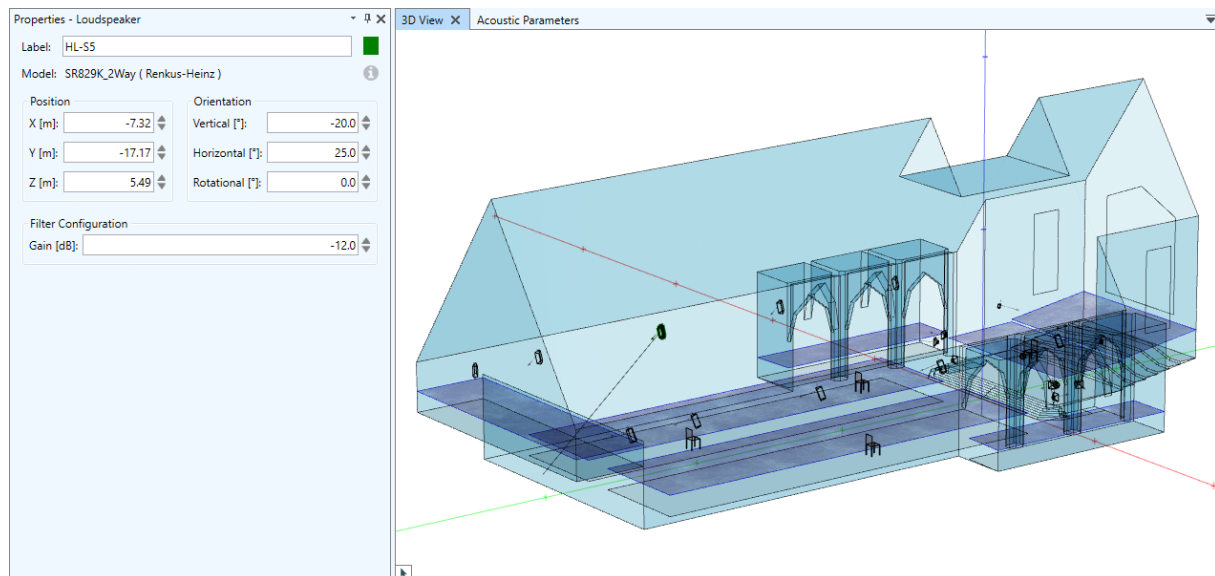 Properties - Loudspeaker
Label: HL-S5
Model: SR829K_2Way ( Renkus-Heinz )
Position
X [m]: -7.32
Y [m]: -17.17
Z [m]: 5.49
Orientation
Vertical [°]: -20.0
Horizontal [°]: 25.0
Rotational [°]: 0.0
Filter Configuration
Gain [dB]: -12.0
3D View
Acoustic Parameters